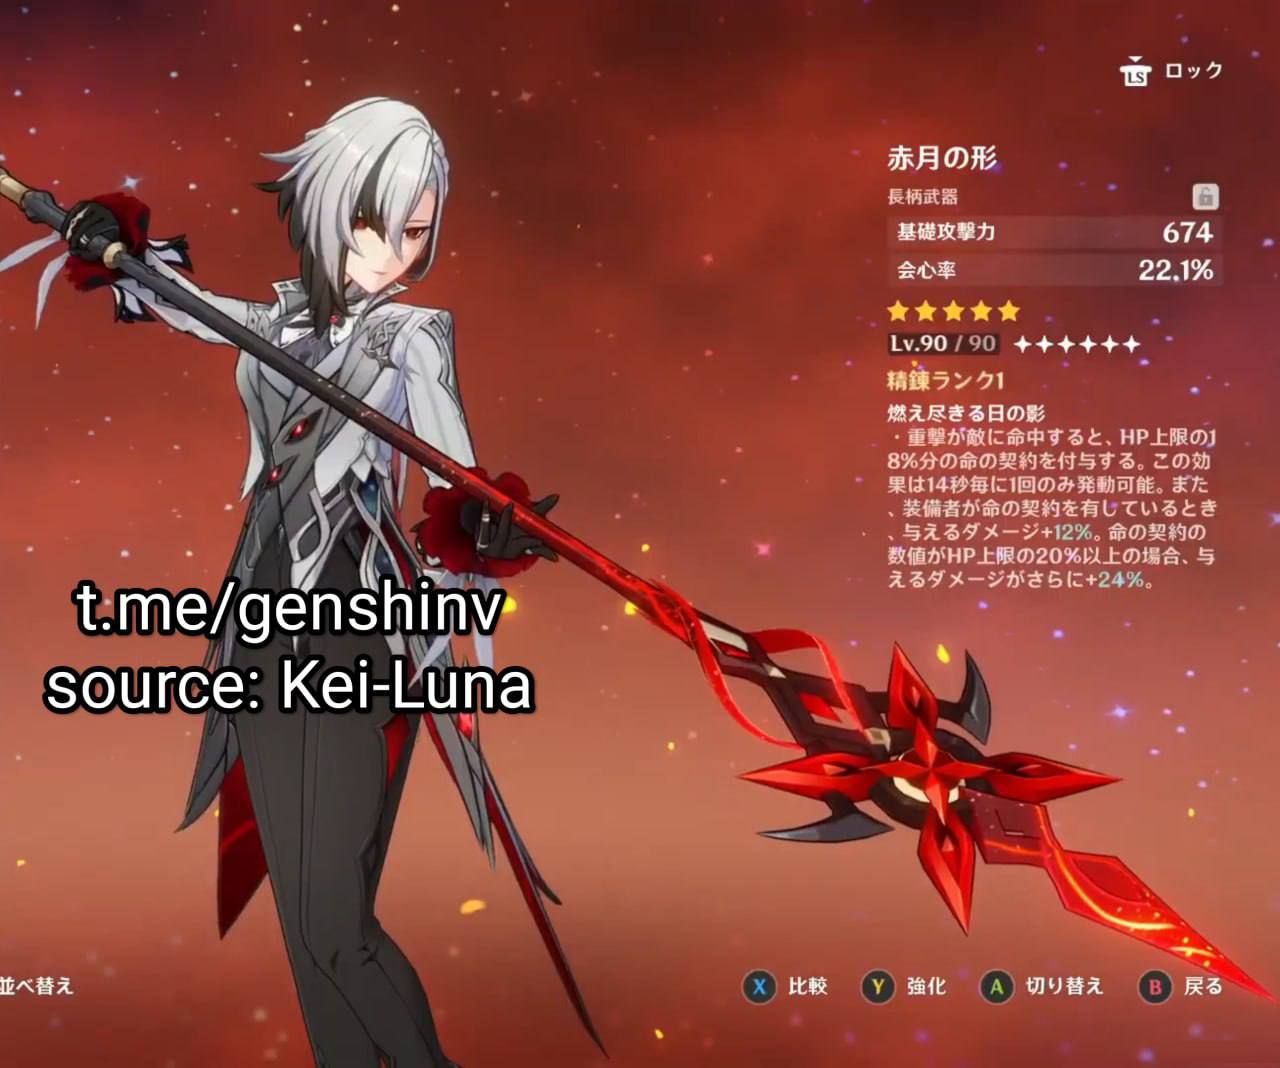 LS ロック
赤月の形
長柄武器
基礎攻撃力 674
会心率 22.1%
Lv.90 / 90
精錬ランク1
燃え尽きる日の影
・重撃が敵に命中すると、HP上限の1
8%分の命の契約を付与する。この効
果は14秒毎に1回のみ発動可能。また
、装備者が命の契約を有しているとき
、与えるダメージ+12%。命の契約の
数値がHP上限の20%以上の場合、与
えるダメージがさらに+24%。
t.me/genshinv
source: Kei-Luna
並べ替え X 比較 Y 強化 A 切り替え B 戻る